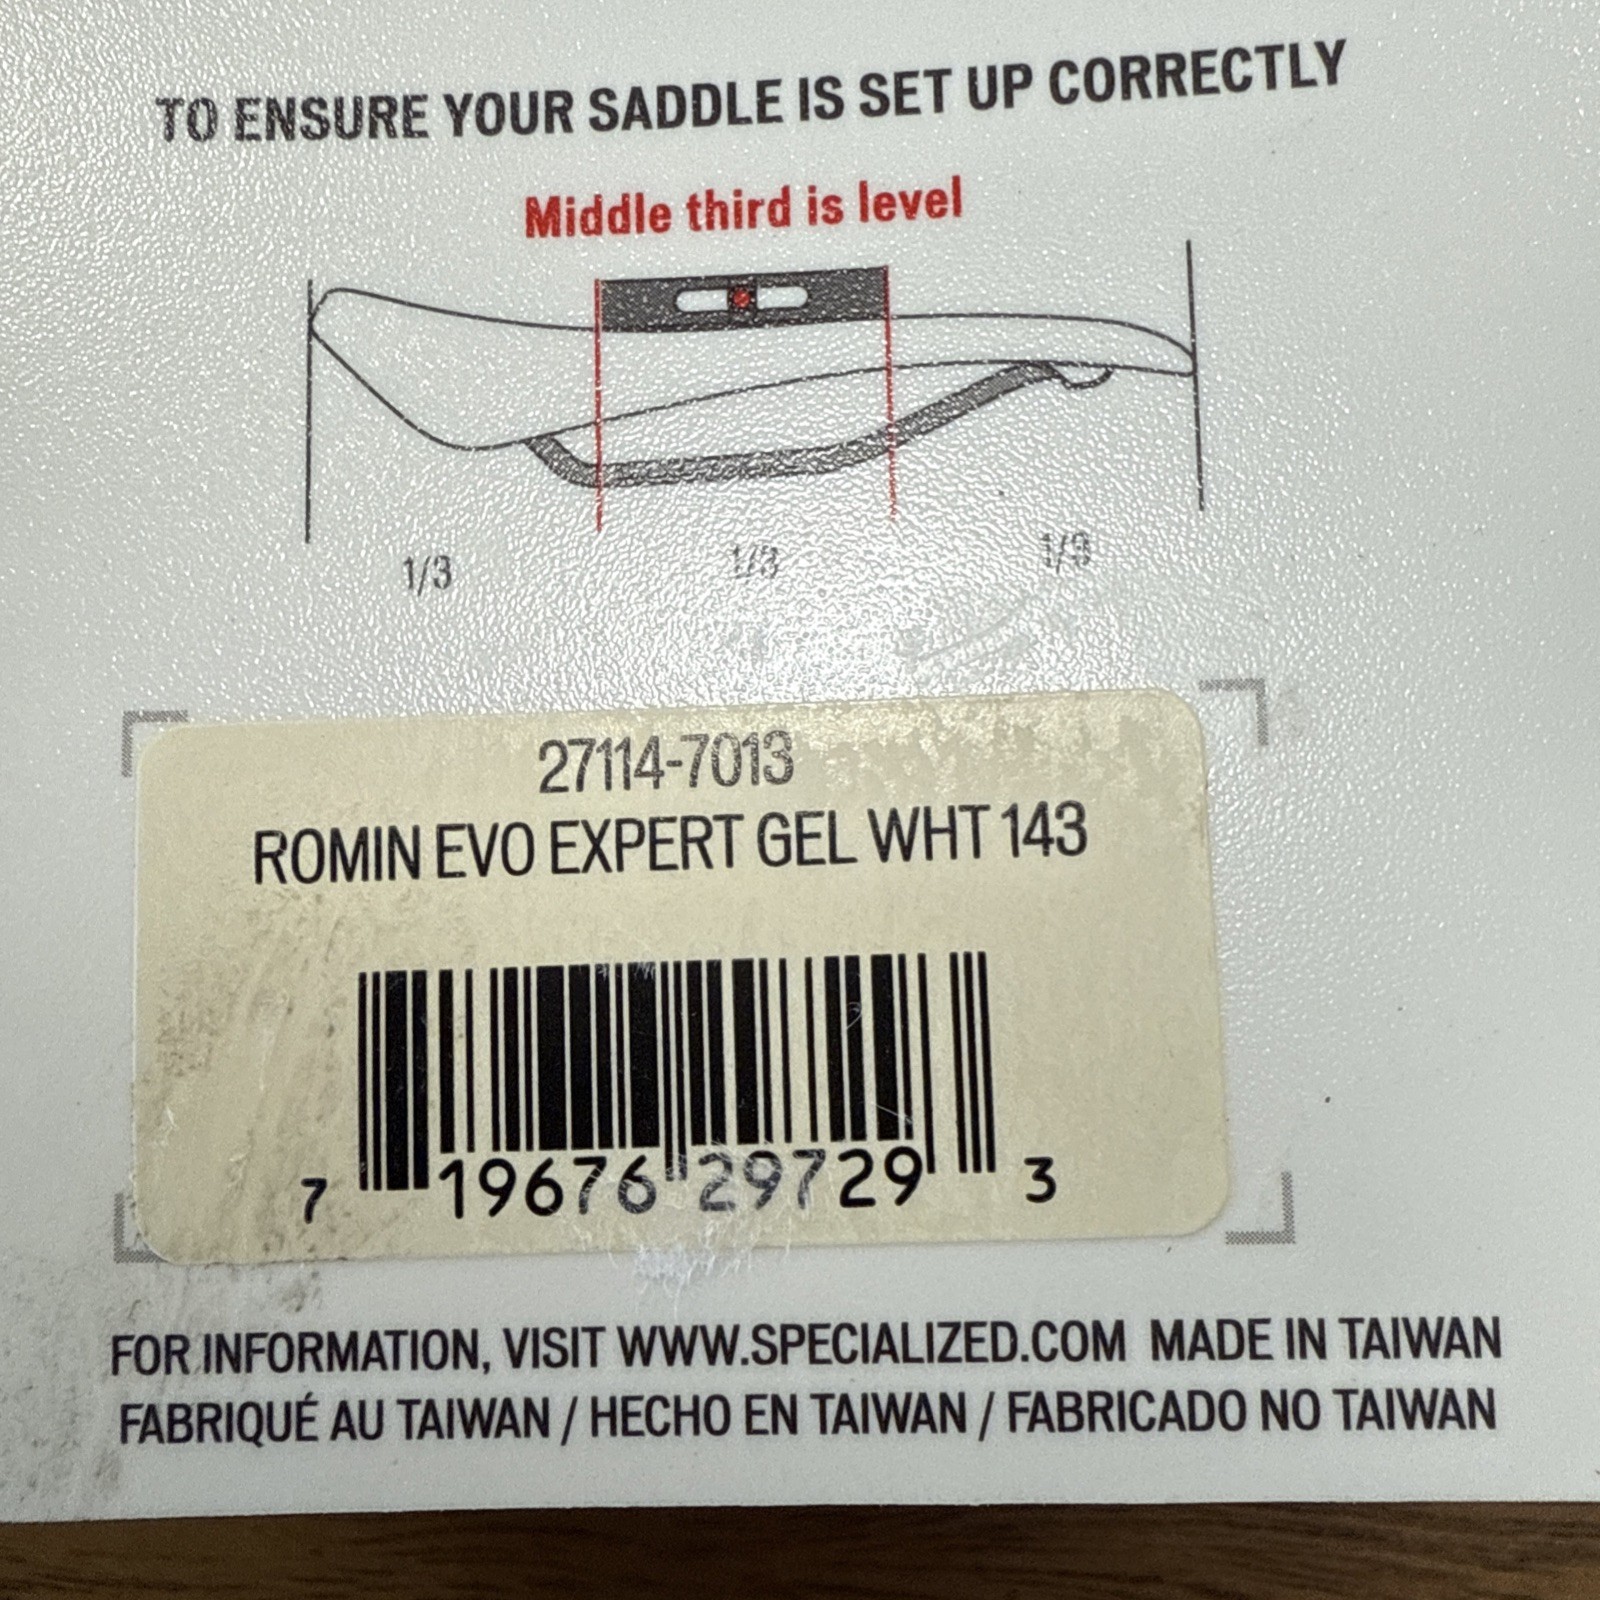 TO ENSURE YOUR SADDLE IS SET UP CORRECTLY
Middle third is level
1/3 1/3 1/3
27114-7013
ROMIN EVO EXPERT GEL WHT 143
7 19676 29729 3
FOR INFORMATION, VISIT WWW.SPECIALIZED.COM MADE IN TAIWAN
FABRIQUÉ AU TAIWAN / HECHO EN TAIWAN / FABRICADO NO TAIWAN